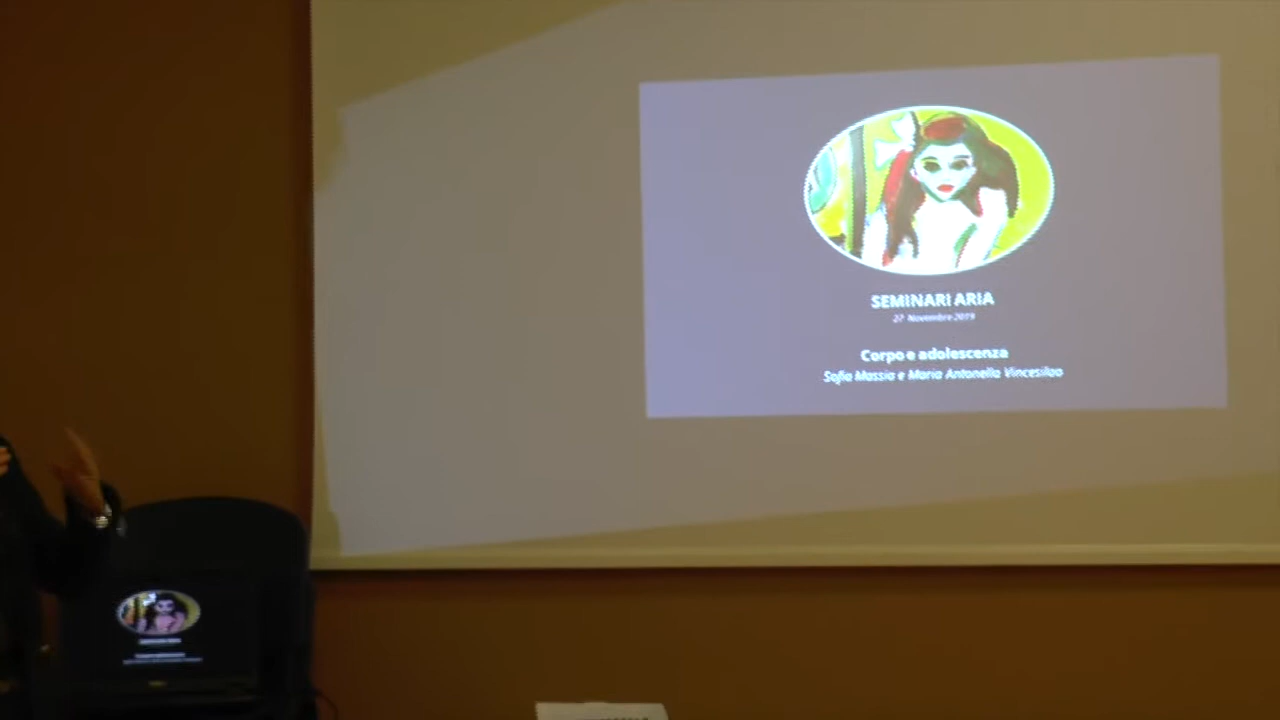 SEMINARI ARIA
27 Novembre 2019
Corpo e adolescenza
Sofia Massia e Maria Antonella Vincesilao